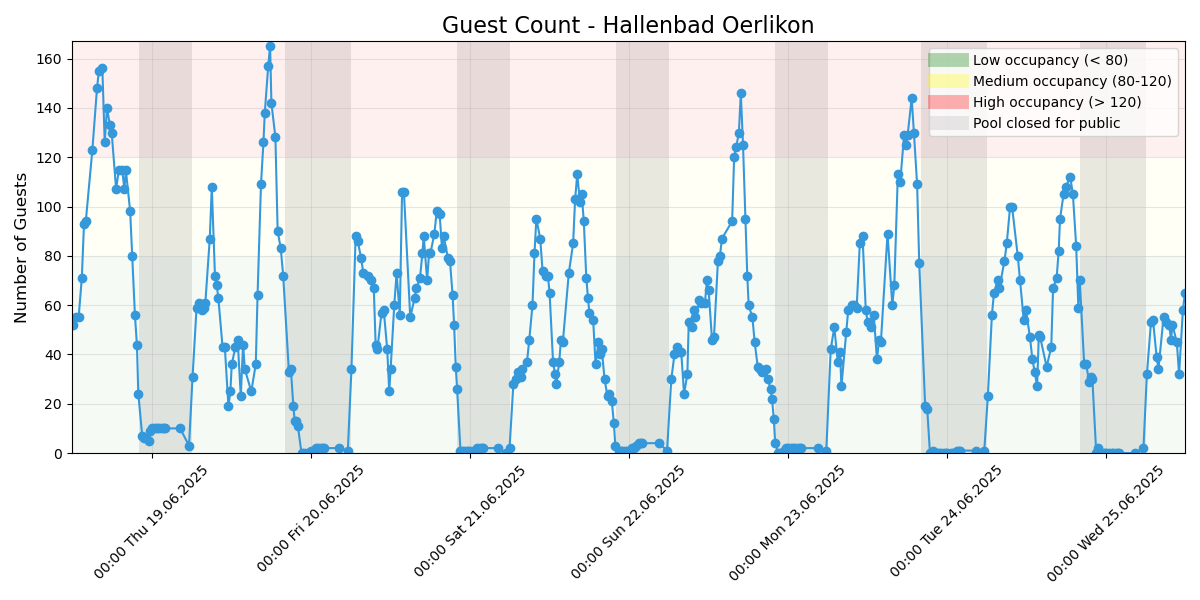 Guest Count - Hallenbad Oerlikon
Number of Guests
160
140
120
100
80
60
40
20
0
Low occupancy (< 80)
Medium occupancy (80-120)
High occupancy (> 120)
Pool closed for public
00:00 Thu 19.06.2025
00:00 Fri 20.06.2025
00:00 Sat 21.06.2025
00:00 Sun 22.06.2025
00:00 Mon 23.06.2025
00:00 Tue 24.06.2025
00:00 Wed 25.06.2025